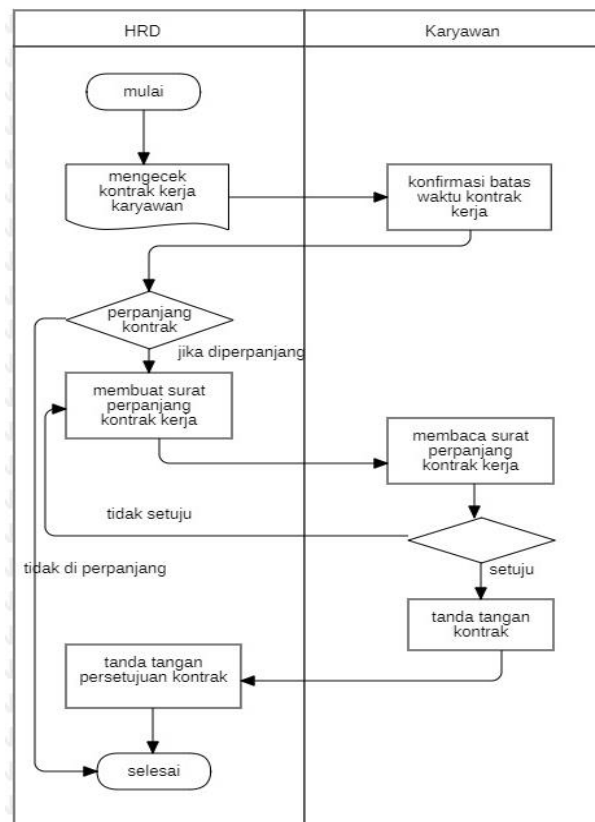 HRD
Karyawan
mulai
mengecek
kontrak kerja
karyawan
konfirmasi batas
waktu kontrak
kerja
perpanjang
kontrak
jika diperpanjang
membuat surat
perpanjang
kontrak kerja
membaca surat
perpanjang
kontrak kerja
tidak setuju
tidak di perpanjang
setuju
tanda tangan
kontrak
tanda tangan
persetujuan kontrak
selesai